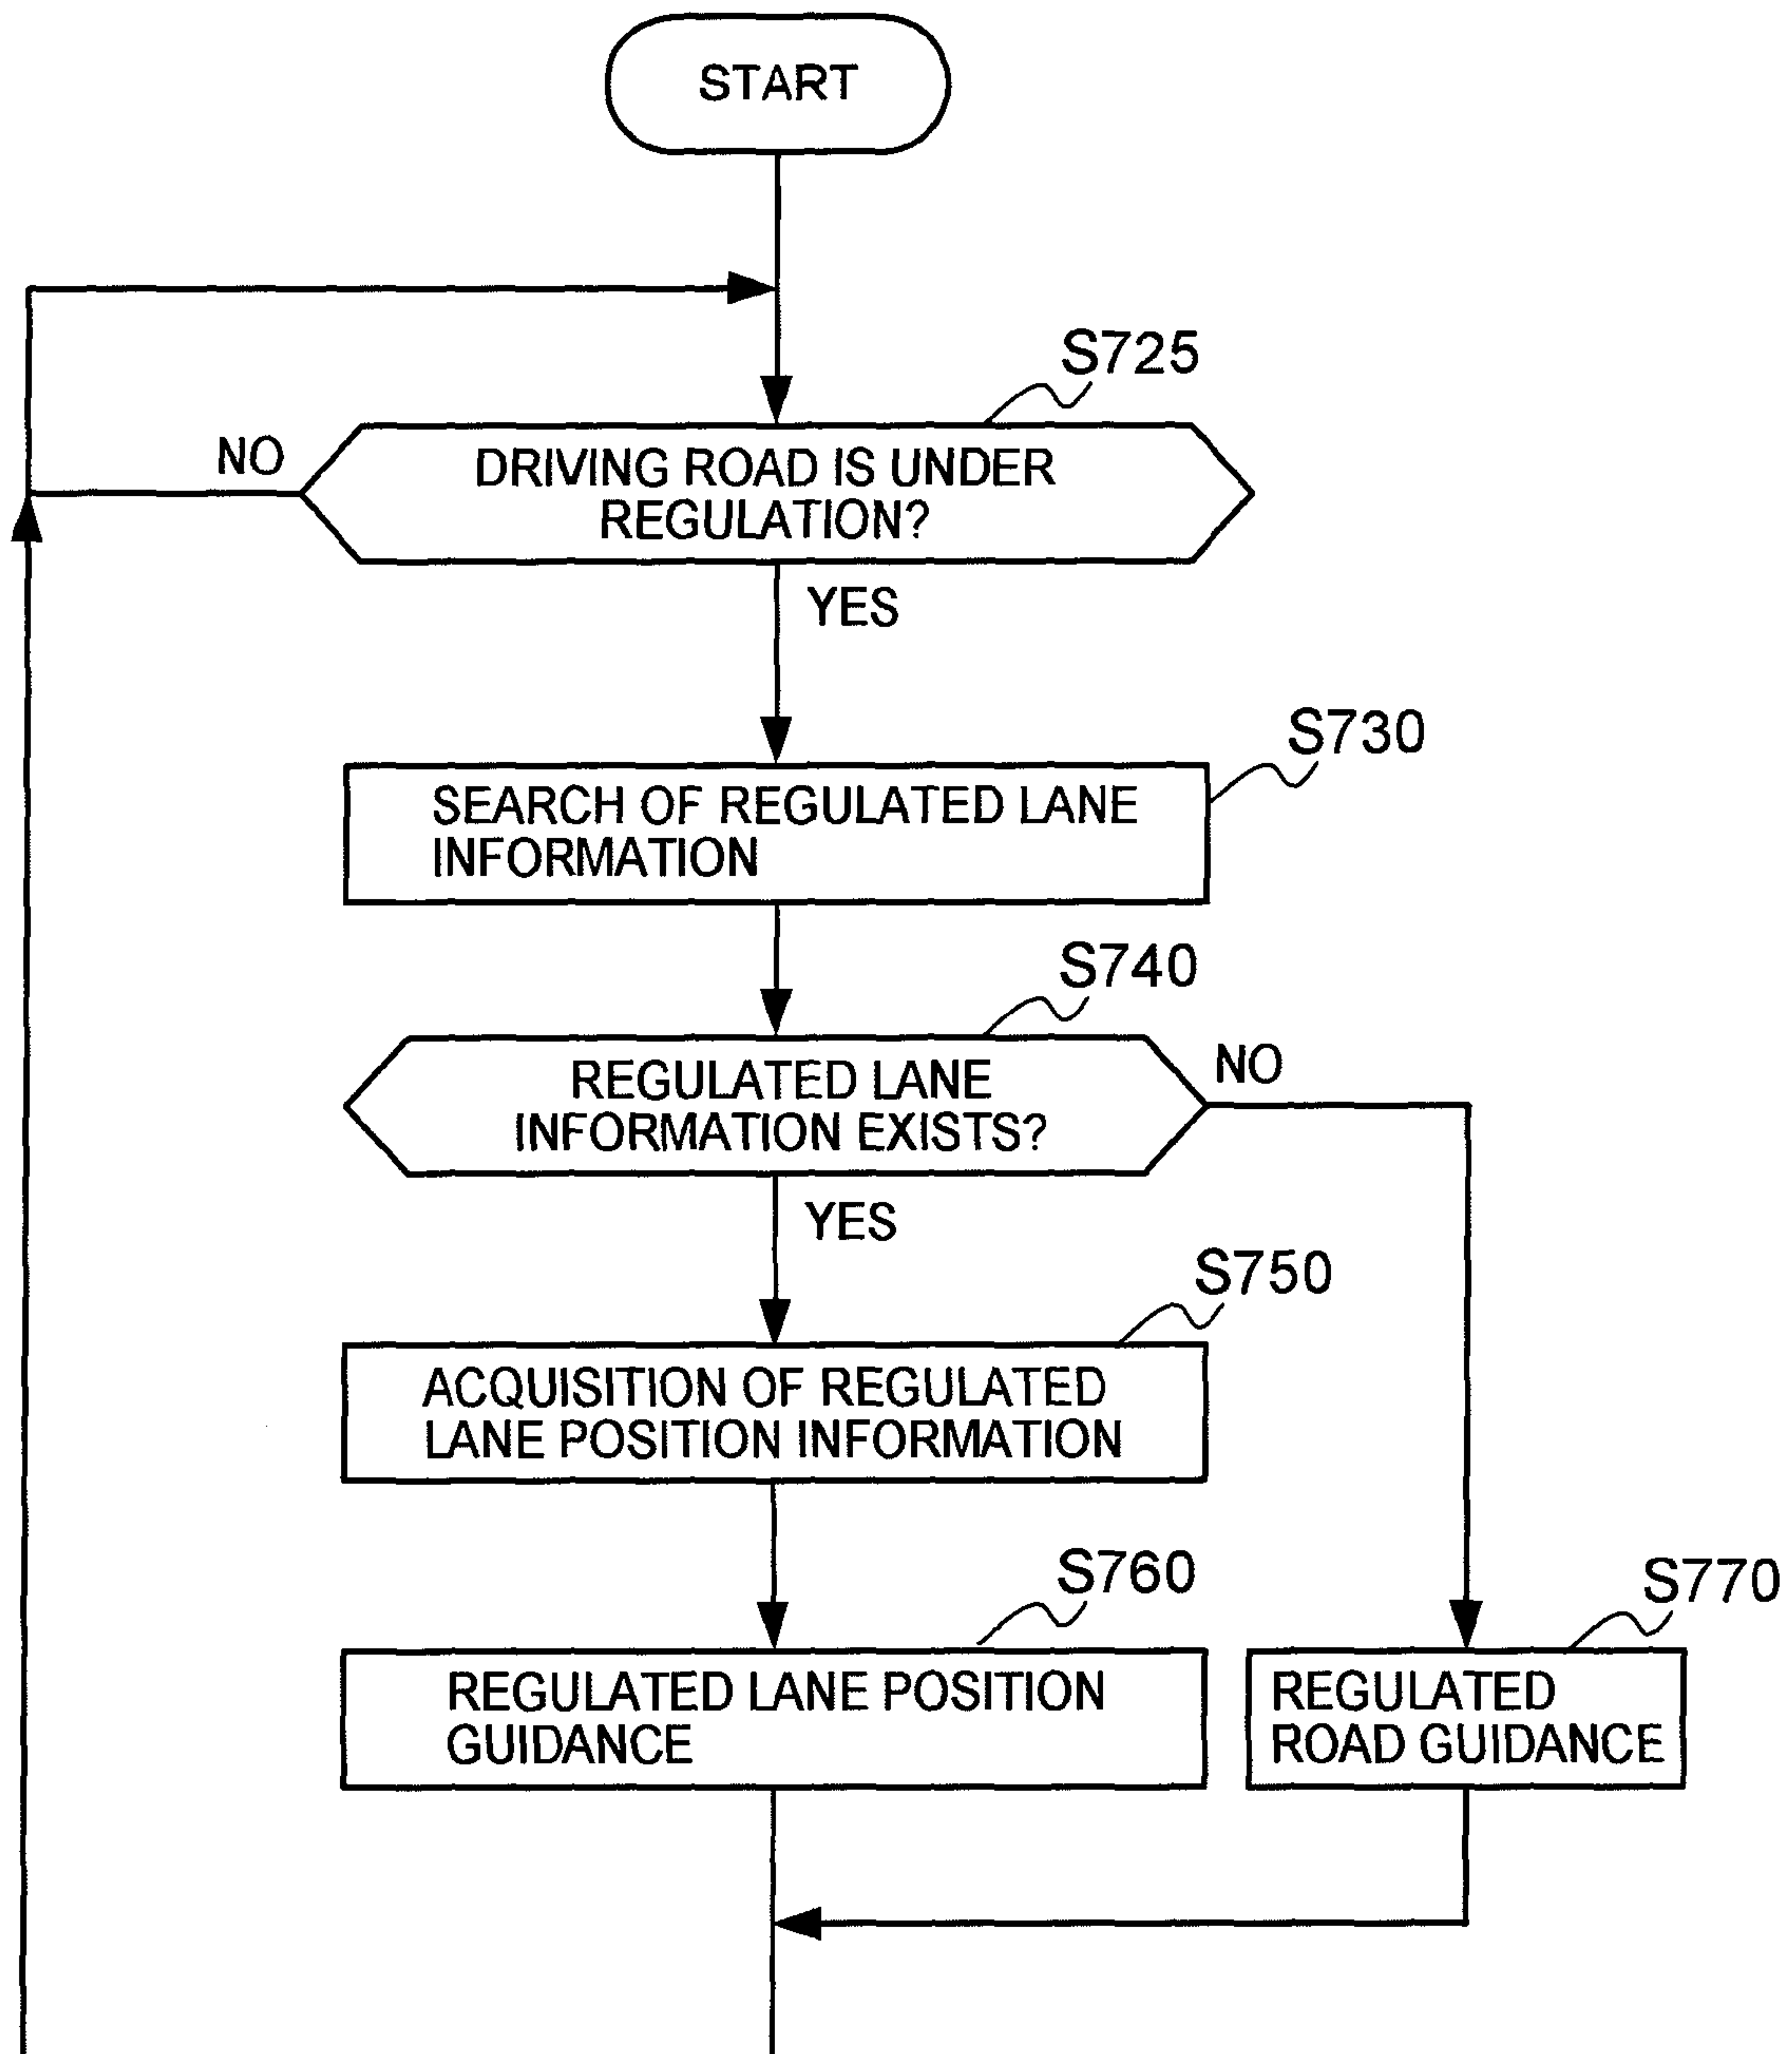 START
S725
NO
DRIVING ROAD IS UNDER
REGULATION?
YES
S730
SEARCH OF REGULATED LANE
INFORMATION
S740
REGULATED LANE
INFORMATION EXISTS?
NO
YES
S750
ACQUISITION OF REGULATED
LANE POSITION INFORMATION
S760
S770
REGULATED LANE POSITION
GUIDANCE
REGULATED
ROAD GUIDANCE